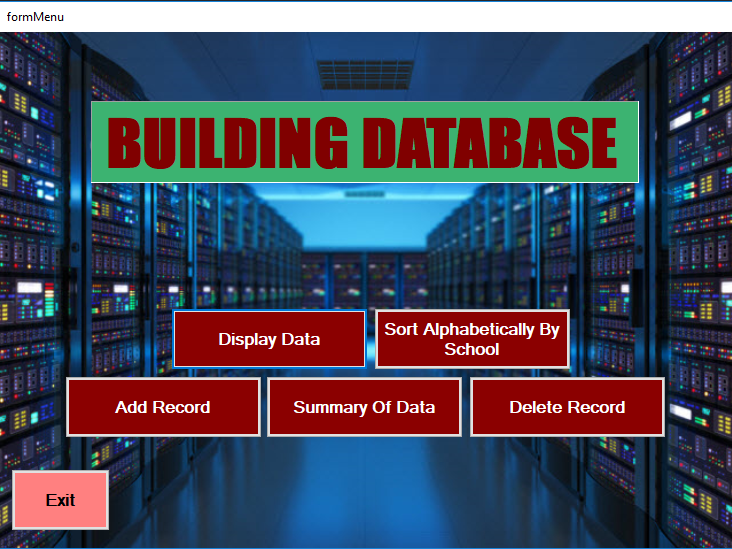 formMenu
BUILDING DATABASE
Display Data
Sort Alphabetically By
School
Add Record
Summary Of Data
Delete Record
Exit